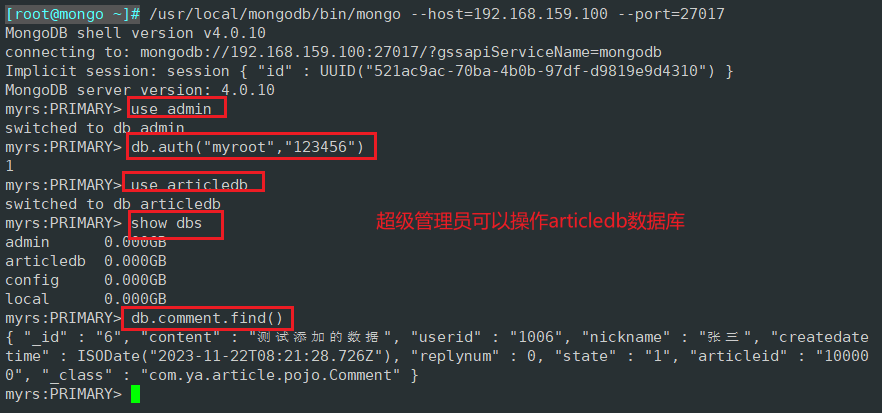 [root@mongo ~]# /usr/local/mongodb/bin/mongo --host=192.168.159.100 --port=27017
MongoDB shell version v4.0.10
connecting to: mongodb://192.168.159.100:27017/?gssapiServiceName=mongodb
Implicit session: session { "id" : UUID("521ac9ac-70ba-4b0b-97df-d9819e9d4310") }
MongoDB server version: 4.0.10
myrs:PRIMARY> use admin
switched to db admin
myrs:PRIMARY> db.auth("myroot","123456")
1
myrs:PRIMARY> use articledb
switched to db articledb
myrs:PRIMARY> show dbs
超级管理员可以操作articledb数据库
admin 0.000GB
articledb 0.000GB
config 0.000GB
local 0.000GB
myrs:PRIMARY> db.comment.find()
{ "_id" : "6", "content" : "测试添加的数据", "userid" : "1006", "nickname" : "张三", "createdate
time" : ISODate("2023-11-22T08:21:28.726Z"), "replynum" : 0, "state" : "1", "articleid" : "10000
0", "_class" : "com.ya.article.pojo.Comment" }
myrs:PRIMARY>